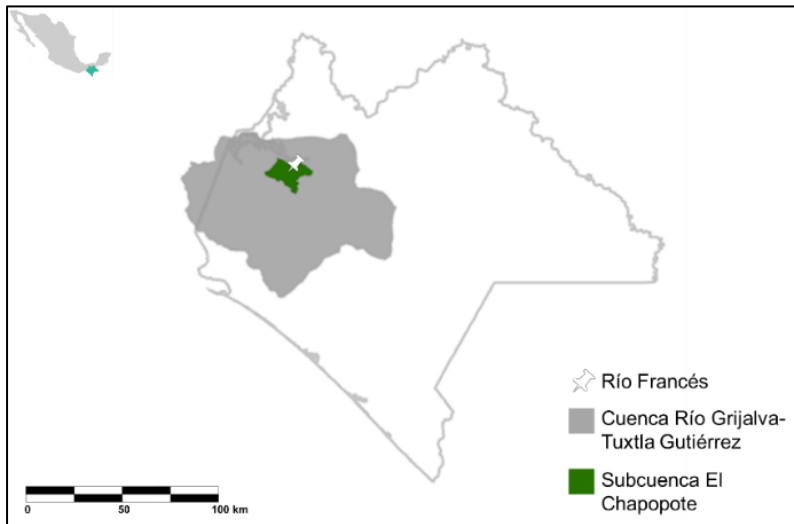 Río Francés
Cuenca Río Grijalva-
Tuxtla Gutiérrez
Subcuenca El
Chapopote
0 50 100 km